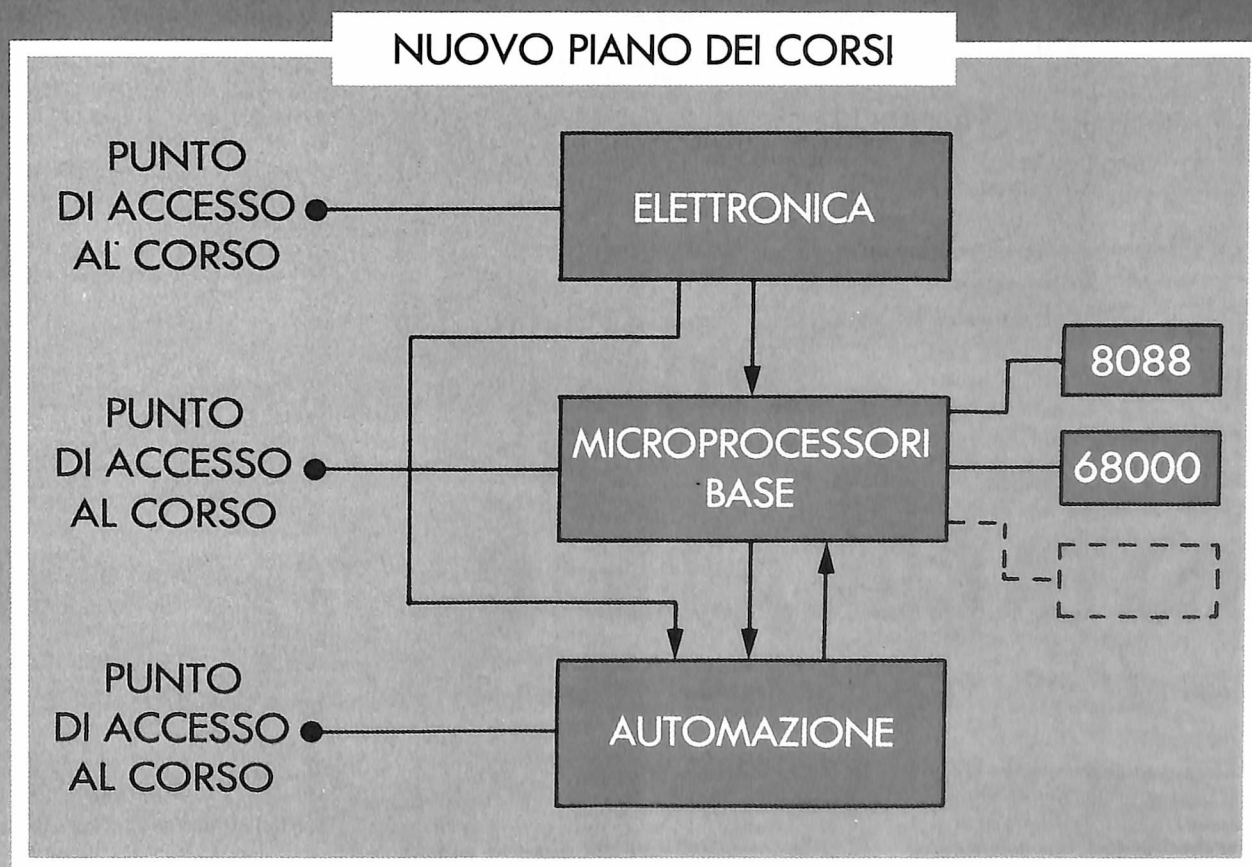 NUOVO PIANO DEI CORSI
PUNTO
DI ACCESSO
AL CORSO
ELETTRONICA
8088
PUNTO
DI ACCESSO
AL CORSO
MICROPROCESSORI
BASE
68000
PUNTO
DI ACCESSO
AL CORSO
AUTOMAZIONE